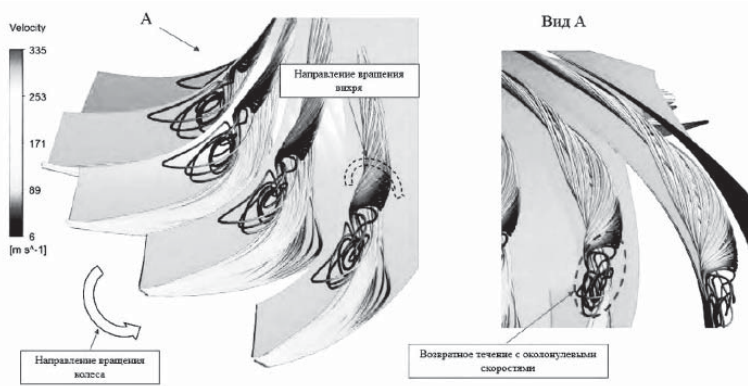 Velocity
335
253
171
89
6
[m s^-1]
А
Направление вращения
вихря
Направление вращения
колеса
Вид А
Возвратное течение с околонулевыми
скоростями